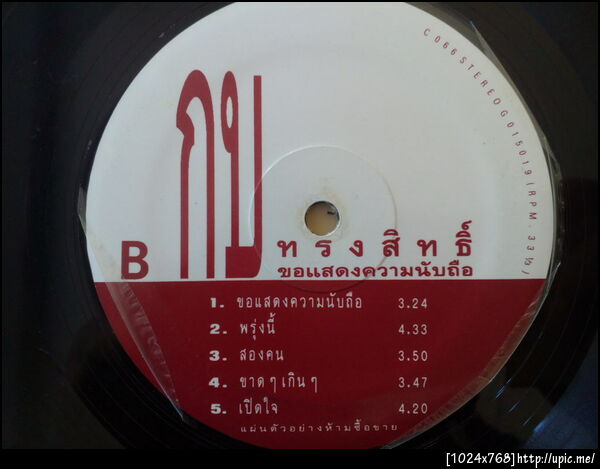 C 066 STEREO G 015019 (RPM. 33 ⅓)
กบ
B
ทรงสิทธิ์
ขอแสดงความนับถือ
1. ขอแสดงความนับถือ 3.24
2. พรุ่งนี้ 4.33
3. สองคน 3.50
4. ขาด ๆ เกิน ๆ 3.47
5. เปิดใจ 4.20
แผ่นตัวอย่างห้ามซื้อขาย
[1024x768]http://upic.me/